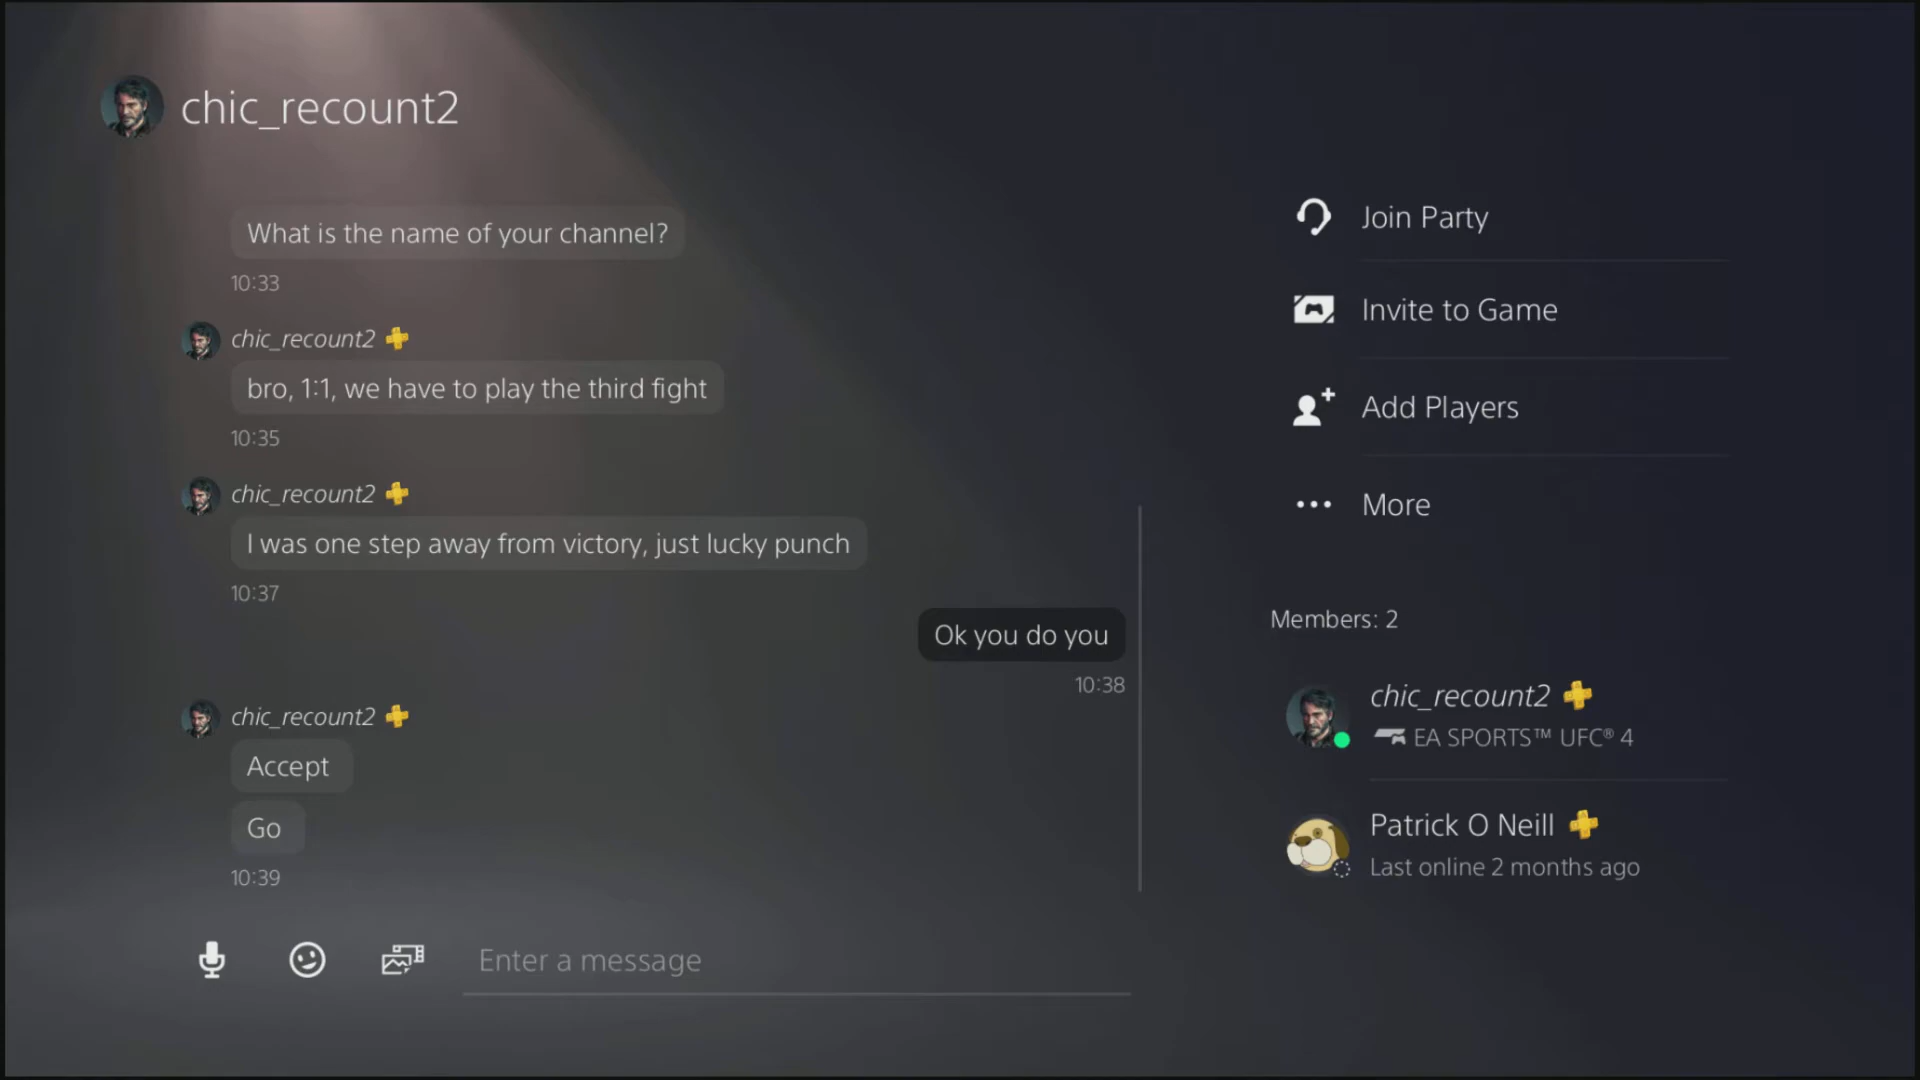 chic_recount2
What is the name of your channel?
10:33
chic_recount2
bro, 1:1, we have to play the third fight
10:35
chic_recount2
I was one step away from victory, just lucky punch
10:37
Ok you do you
10:38
chic_recount2
Accept
Go
10:39
Enter a message
Join Party
Invite to Game
Add Players
More
Members: 2
chic_recount2
EA SPORTS™ UFC® 4
Patrick O Neill
Last online 2 months ago